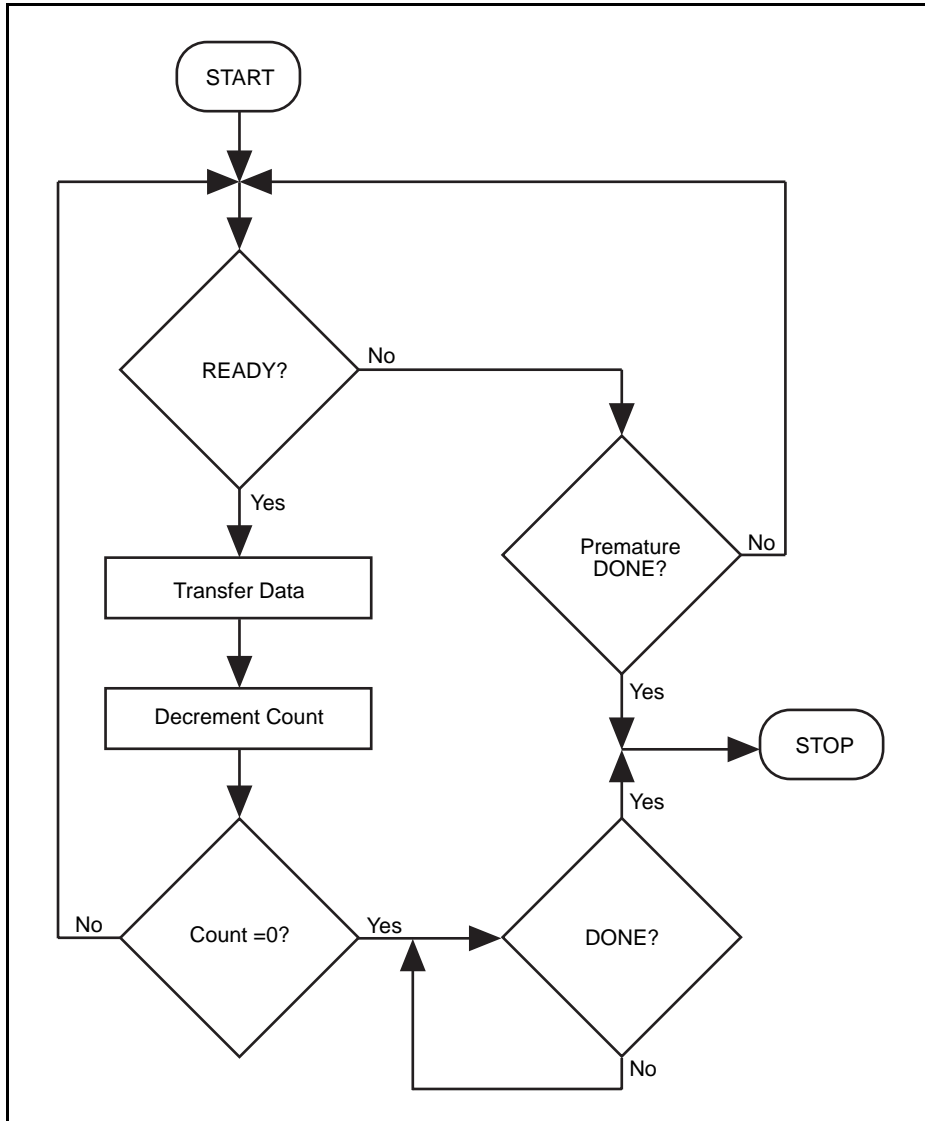 START
READY?
No
Yes
Premature
DONE?
No
Transfer Data
Yes
Decrement Count
STOP
Yes
No
Count =0?
Yes
DONE?
No